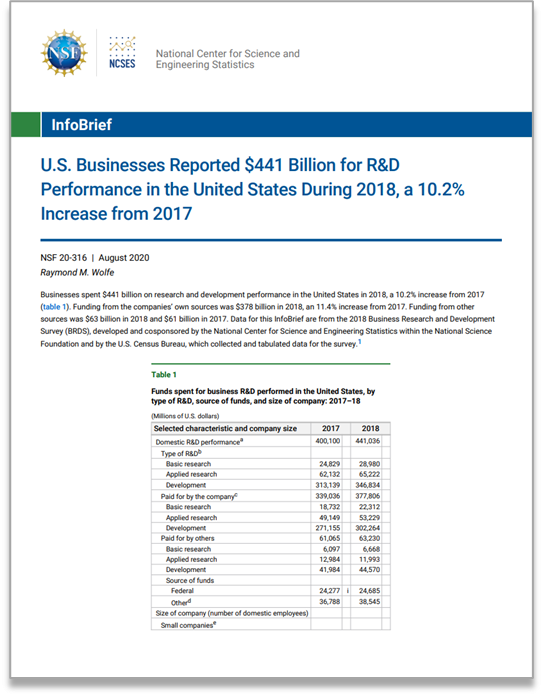 NSF
NCSES
National Center for Science and
Engineering Statistics
InfoBrief
U.S. Businesses Reported $441 Billion for R&D
Performance in the United States During 2018, a 10.2%
Increase from 2017
NSF 20-316 | August 2020
Raymond M. Wolfe
Businesses spent $441 billion on research and development performance in the United States in 2018, a 10.2% increase from 2017
(table 1). Funding from the companies' own sources was $378 billion in 2018, an 11.4% increase from 2017. Funding from other
sources was $63 billion in 2018 and $61 billion in 2017. Data for this InfoBrief are from the 2018 Business Research and Development
Survey (BRDS), developed and cosponsored by the National Center for Science and Engineering Statistics within the National Science
Foundation and by the U.S. Census Bureau, which collected and tabulated data for the survey.1
Table 1
Funds spent for business R&D performed in the United States, by
type of R&D, source of funds, and size of company: 2017–18
(Millions of U.S. dollars)
Selected characteristic and company size 2017 2018
Domestic R&D performancea 400,100 441,036
Type of R&Db
Basic research 24,829 28,980
Applied research 62,132 65,222
Development 313,139 346,834
Paid for by the companyc 339,036 377,806
Basic research 18,732 22,312
Applied research 49,149 53,229
Development 271,155 302,264
Paid for by others 61,065 63,230
Basic research 6,097 6,668
Applied research 12,984 11,993
Development 41,984 44,570
Source of funds
Federal 24,277 i 24,685
Otherd 36,788 38,545
Size of company (number of domestic employees)
Small companiese